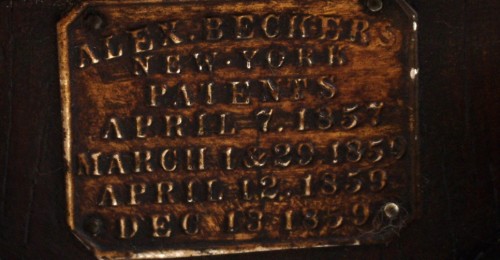 ALEX. BECKERS
NEW-YORK
PATENTS
APRIL 7. 1857
MARCH 1 & 29 1859
APRIL 12. 1859
DEC 13 1859